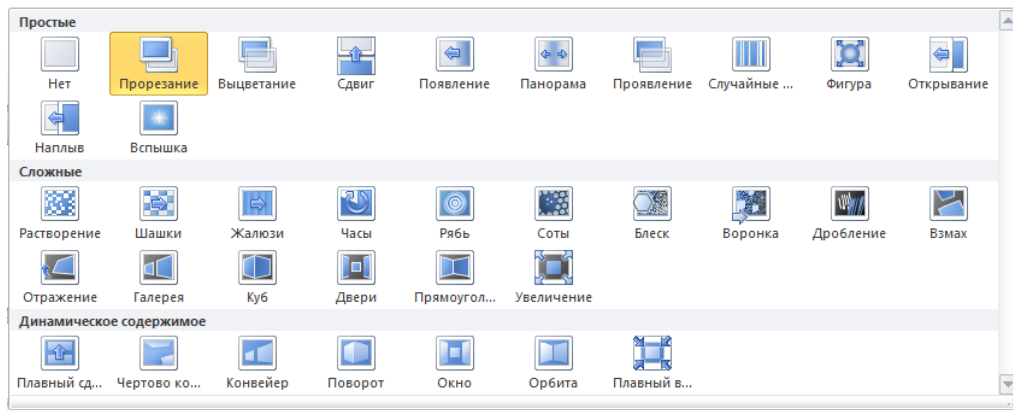 Простые
Нет Прорезание Выцветание Сдвиг Появление Панорама Проявление Случайные ... Фигура Открывание
Наплыв Вспышка
Сложные
Растворение Шашки Жалюзи Часы Рябь Соты Блеск Воронка Дробление Взмах
Отражение Галерея Куб Двери Прямоугол... Увеличение
Динамическое содержимое
Плавный сд... Чертово ко... Конвейер Поворот Окно Орбита Плавный в...